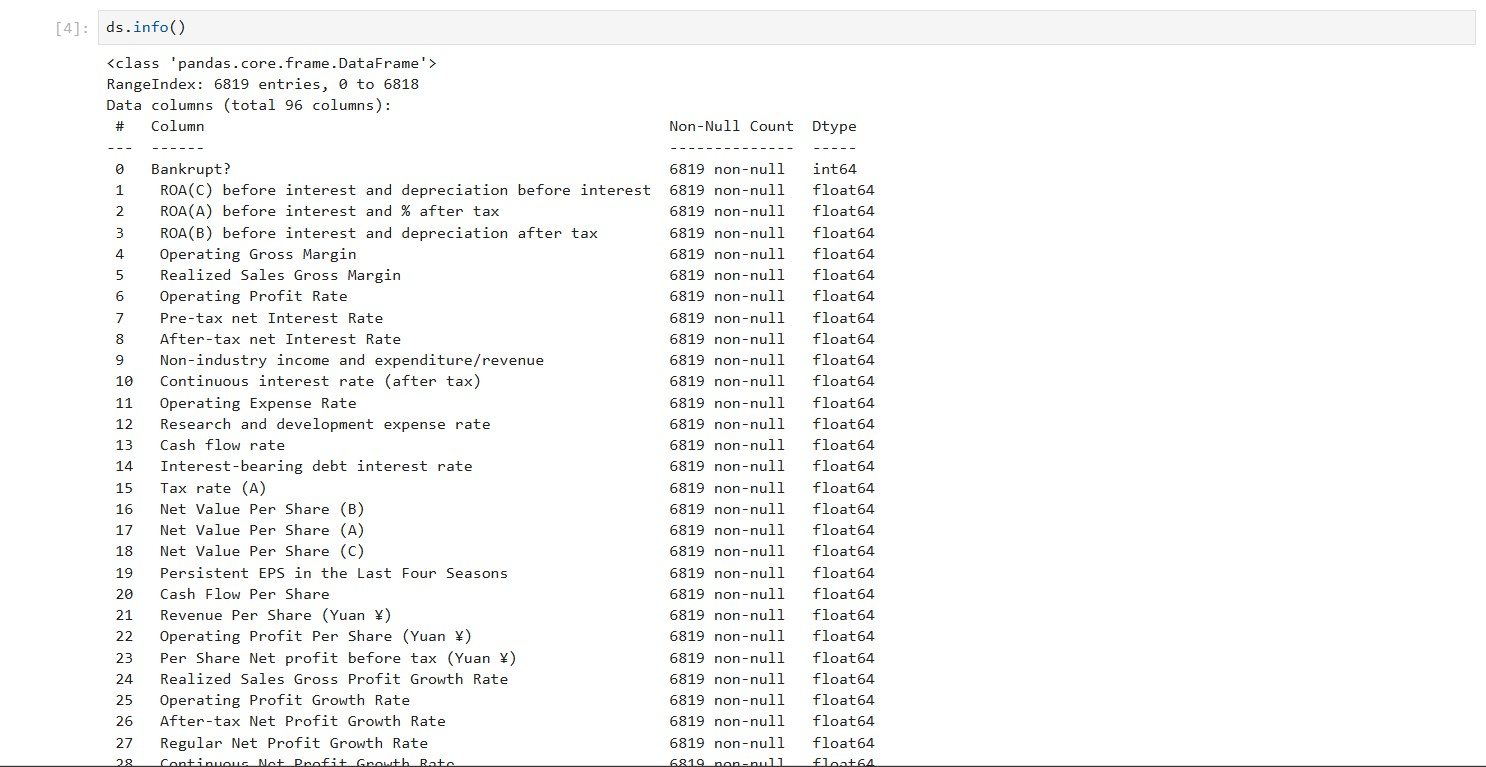 [4]: ds.info()
<class 'pandas.core.frame.DataFrame'>
RangeIndex: 6819 entries, 0 to 6818
Data columns (total 96 columns):
 #   Column                                                    Non-Null Count  Dtype
---  ------                                                    --------------  -----
 0   Bankrupt?                                                 6819 non-null   int64
 1    ROA(C) before interest and depreciation before interest  6819 non-null   float64
 2    ROA(A) before interest and % after tax                   6819 non-null   float64
 3    ROA(B) before interest and depreciation after tax        6819 non-null   float64
 4    Operating Gross Margin                                   6819 non-null   float64
 5    Realized Sales Gross Margin                              6819 non-null   float64
 6    Operating Profit Rate                                    6819 non-null   float64
 7    Pre-tax net Interest Rate                                6819 non-null   float64
 8    After-tax net Interest Rate                              6819 non-null   float64
 9    Non-industry income and expenditure/revenue              6819 non-null   float64
 10   Continuous interest rate (after tax)                     6819 non-null   float64
 11   Operating Expense Rate                                   6819 non-null   float64
 12   Research and development expense rate                    6819 non-null   float64
 13   Cash flow rate                                           6819 non-null   float64
 14   Interest-bearing debt interest rate                      6819 non-null   float64
 15   Tax rate (A)                                             6819 non-null   float64
 16   Net Value Per Share (B)                                  6819 non-null   float64
 17   Net Value Per Share (A)                                  6819 non-null   float64
 18   Net Value Per Share (C)                                  6819 non-null   float64
 19   Persistent EPS in the Last Four Seasons                  6819 non-null   float64
 20   Cash Flow Per Share                                      6819 non-null   float64
 21   Revenue Per Share (Yuan ¥)                               6819 non-null   float64
 22   Operating Profit Per Share (Yuan ¥)                      6819 non-null   float64
 23   Per Share Net profit before tax (Yuan ¥)                 6819 non-null   float64
 24   Realized Sales Gross Profit Growth Rate                  6819 non-null   float64
 25   Operating Profit Growth Rate                             6819 non-null   float64
 26   After-tax Net Profit Growth Rate                         6819 non-null   float64
 27   Regular Net Profit Growth Rate                           6819 non-null   float64
 28   Continuous Net Profit Growth Rate                        6819 non-null   float64